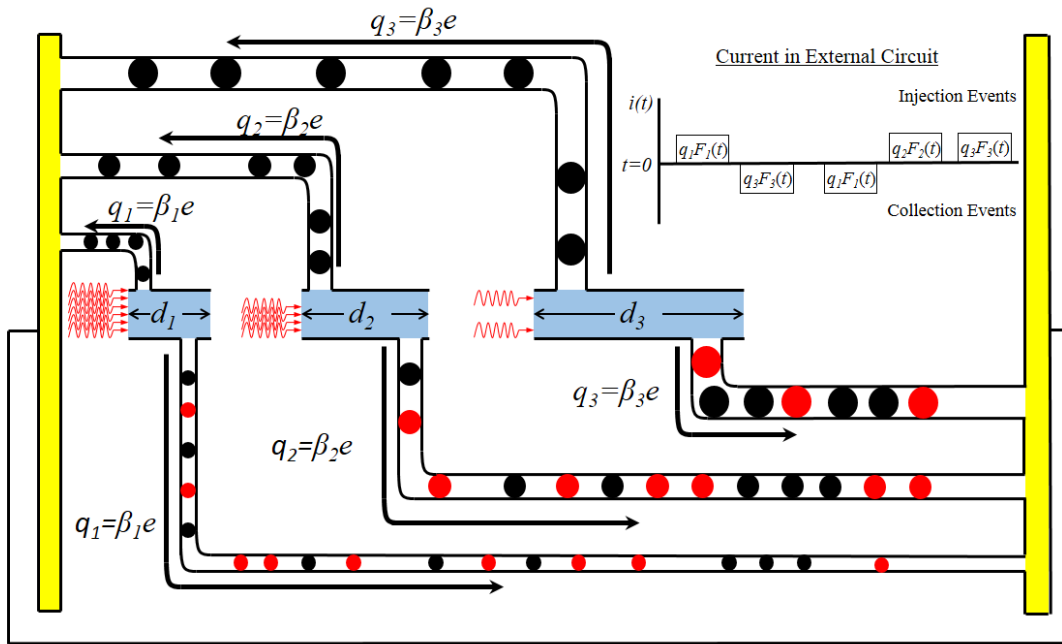 q₃=β₃e
Current in External Circuit
Injection Events
i(t)
q₂=β₂e
q₁F₁(t)
q₂F₂(t)
q₃F₃(t)
t=0
q₃F₃(t)
q₁F₁(t)
q₁=β₁e
Collection Events
d₁
d₂
d₃
q₃=β₃e
q₂=β₂e
q₁=β₁e